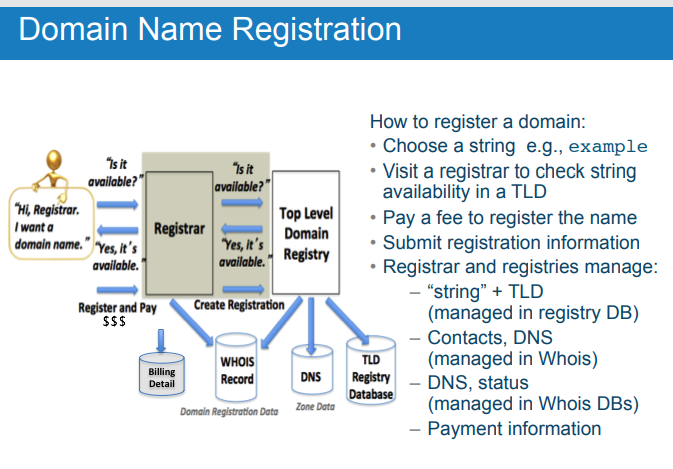 Domain Name Registration
"Is it
available?"
"Hi, Registrar.
I want a
domain name."
"Yes, it's
available."
Register and Pay
$$$
Registrar
"Is it
available?"
"Yes, it's
available."
Create Registration
Top Level
Domain
Registry
Billing
Detail
WHOIS
Record
DNS
TLD
Registry
Database
Domain Registration Data
Zone Data
How to register a domain:
• Choose a string e.g., example
• Visit a registrar to check string
availability in a TLD
• Pay a fee to register the name
• Submit registration information
• Registrar and registries manage:
– “string” + TLD
(managed in registry DB)
– Contacts, DNS
(managed in Whois)
– DNS, status
(managed in Whois DBs)
– Payment information